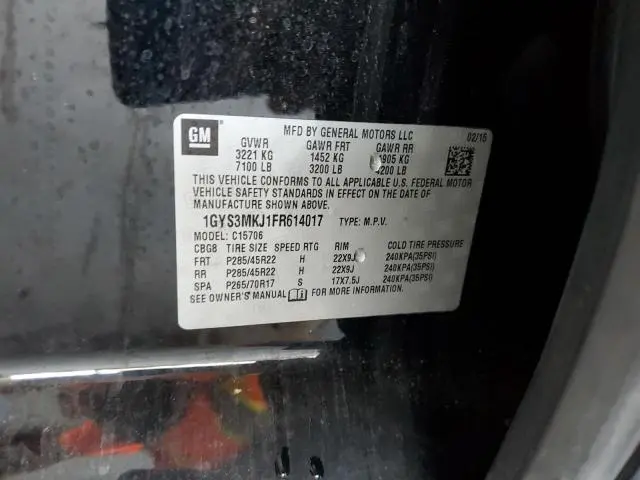 GM
MFD BY GENERAL MOTORS LLC 02/15
GVWR GAWR FRT GAWR RR
3221 KG 1452 KG 905 KG
7100 LB 3200 LB 200 LB
THIS VEHICLE CONFORMS TO ALL APPLICABLE U.S. FEDERAL MOTOR
VEHICLE SAFETY STANDARDS IN EFFECT ON THE DATE OF
MANUFACTURE SHOWN ABOVE.
1GYS3MKJ1FR614017 TYPE: M.P.V.
MODEL: C15706
CBG8 TIRE SIZE SPEED RTG RIM COLD TIRE PRESSURE
FRT P285/45R22 H 22X9J 240KPA(35PSI)
RR P285/45R22 H 22X9J 240KPA(35PSI)
SPA P265/70R17 S 17X7.5J 240KPA(35PSI)
SEE OWNER'S MANUAL FOR MORE INFORMATION.